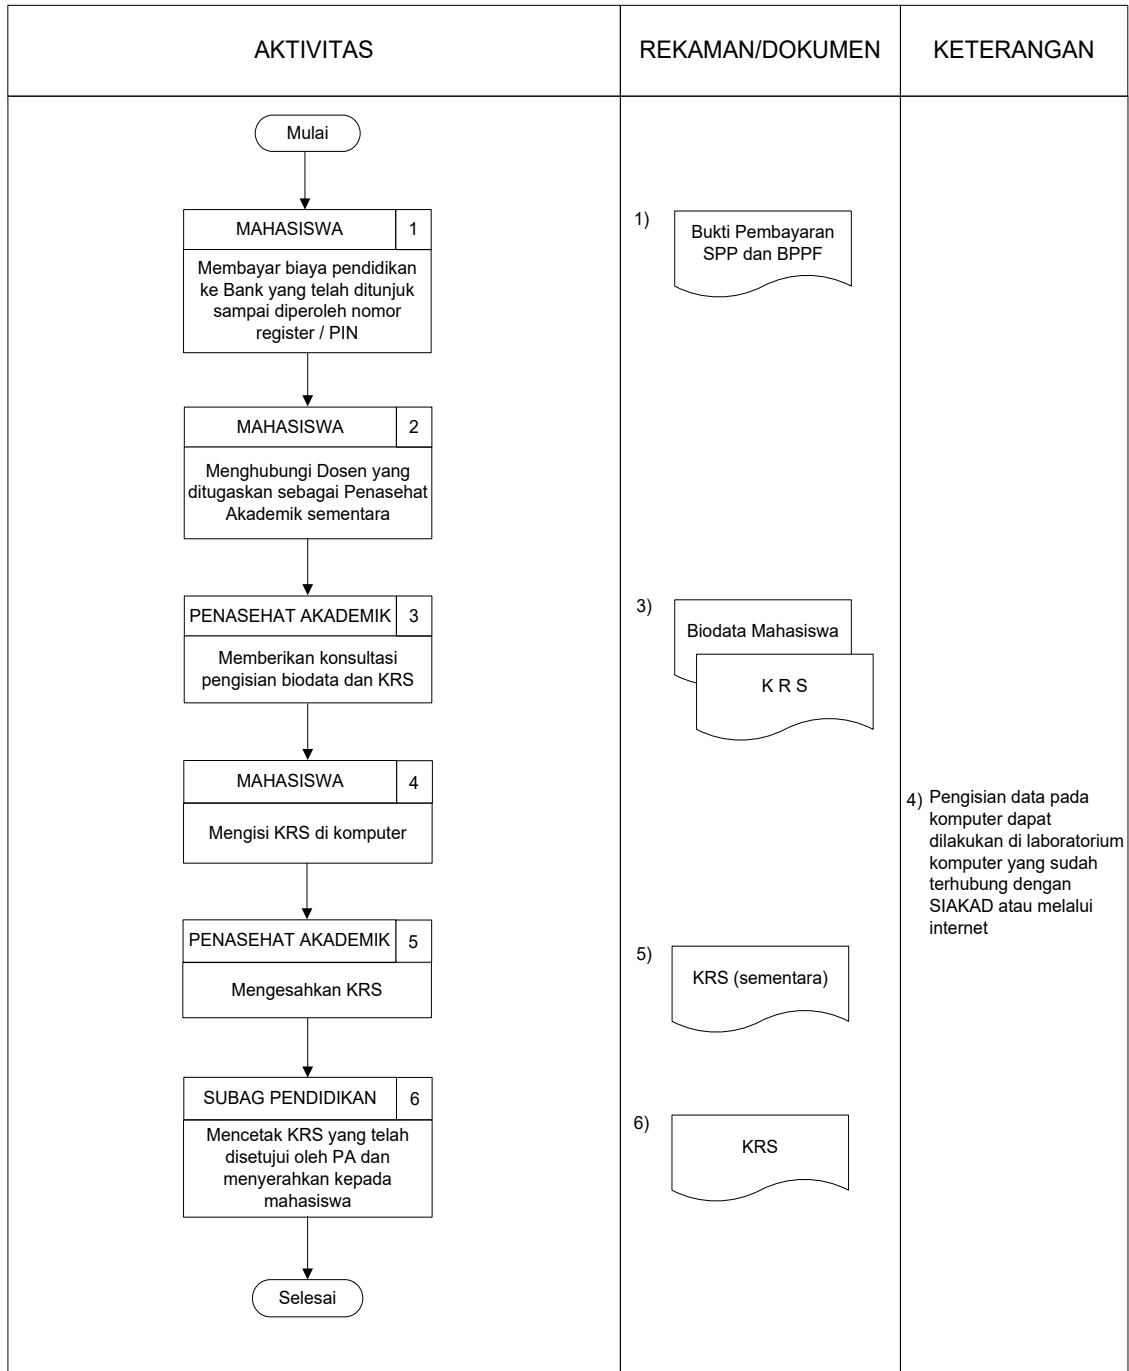 AKTIVITAS
REKAMAN/DOKUMEN
KETERANGAN
Mulai
MAHASISWA 1
Membayar biaya pendidikan
ke Bank yang telah ditunjuk
sampai diperoleh nomor
register / PIN
1)
Bukti Pembayaran
SPP dan BPPF
MAHASISWA 2
Menghubungi Dosen yang
ditugaskan sebagai Penasehat
Akademik sementara
PENASEHAT AKADEMIK 3
Memberikan konsultasi
pengisian biodata dan KRS
3)
Biodata Mahasiswa
K R S
MAHASISWA 4
Mengisi KRS di komputer
4) Pengisian data pada
komputer dapat
dilakukan di laboratorium
komputer yang sudah
terhubung dengan
SIAKAD atau melalui
internet
PENASEHAT AKADEMIK 5
Mengesahkan KRS
5)
KRS (sementara)
SUBAG PENDIDIKAN 6
Mencetak KRS yang telah
disetujui oleh PA dan
menyerahkan kepada
mahasiswa
6)
KRS
Selesai